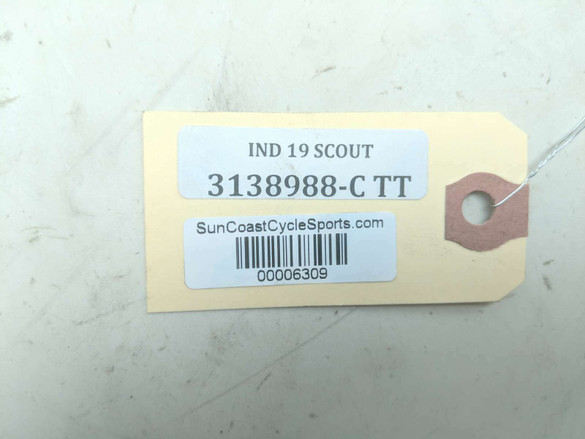 IND 19 SCOUT
3138988-C TT
SunCoastCycleSports.com
00006309